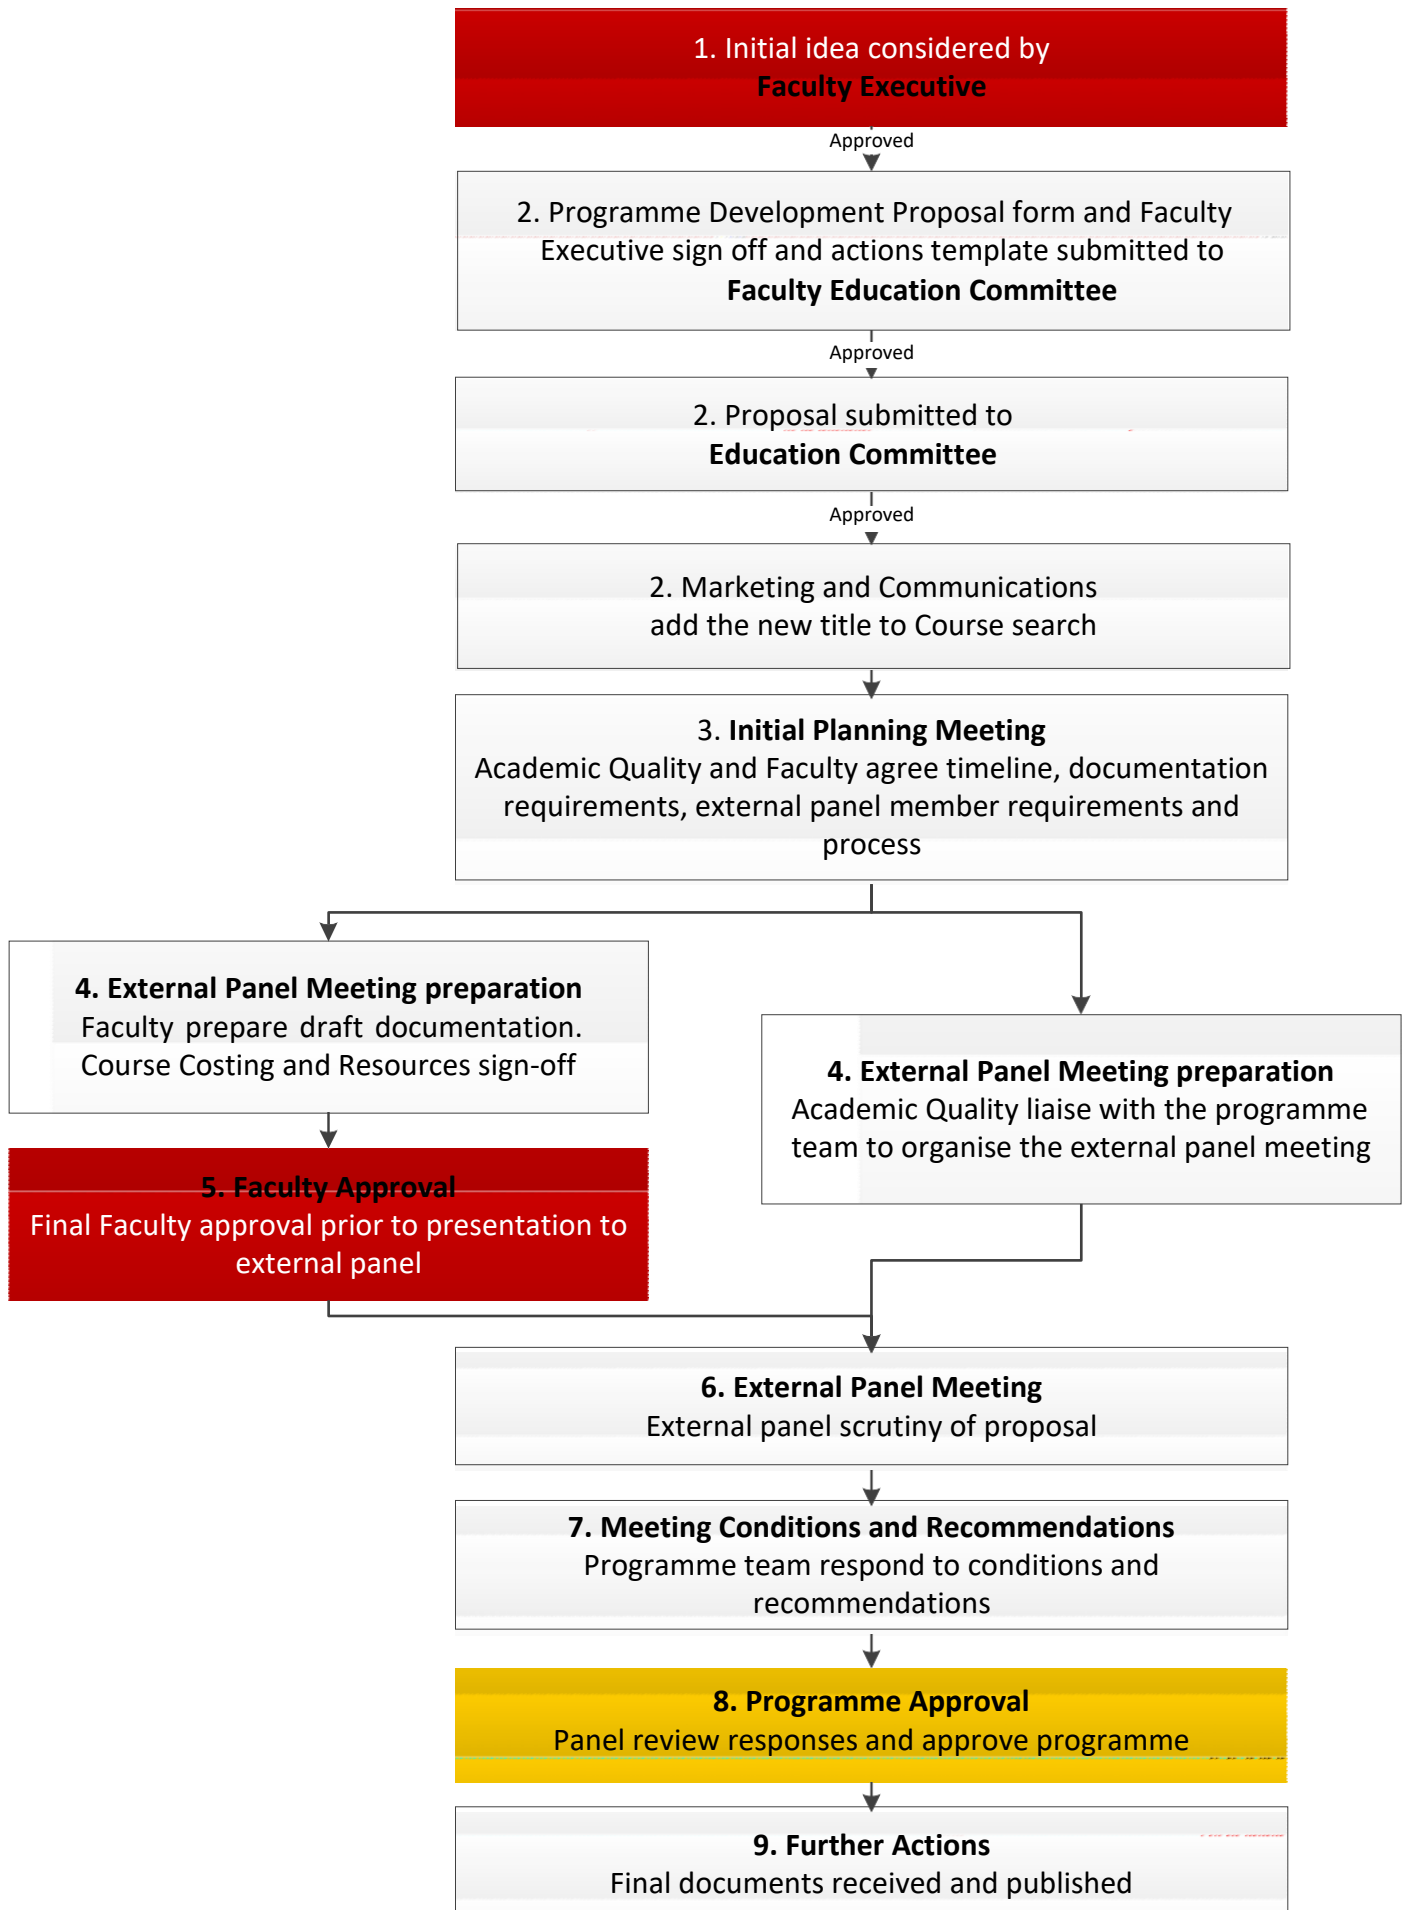 1. Initial idea considered by
Faculty Executive
Approved
2. Programme Development Proposal form and Faculty
Executive sign off and actions template submitted to
Faculty Education Committee
Approved
2. Proposal submitted to
Education Committee
Approved
2. Marketing and Communications
add the new title to Course search
3. Initial Planning Meeting
Academic Quality and Faculty agree timeline, documentation
requirements, external panel member requirements and
process
4. External Panel Meeting preparation
Faculty prepare draft documentation.
Course Costing and Resources sign-off
4. External Panel Meeting preparation
Academic Quality liaise with the programme
team to organise the external panel meeting
5. Faculty Approval
Final Faculty approval prior to presentation to
external panel
6. External Panel Meeting
External panel scrutiny of proposal
7. Meeting Conditions and Recommendations
Programme team respond to conditions and
recommendations
8. Programme Approval
Panel review responses and approve programme
9. Further Actions
Final documents received and published